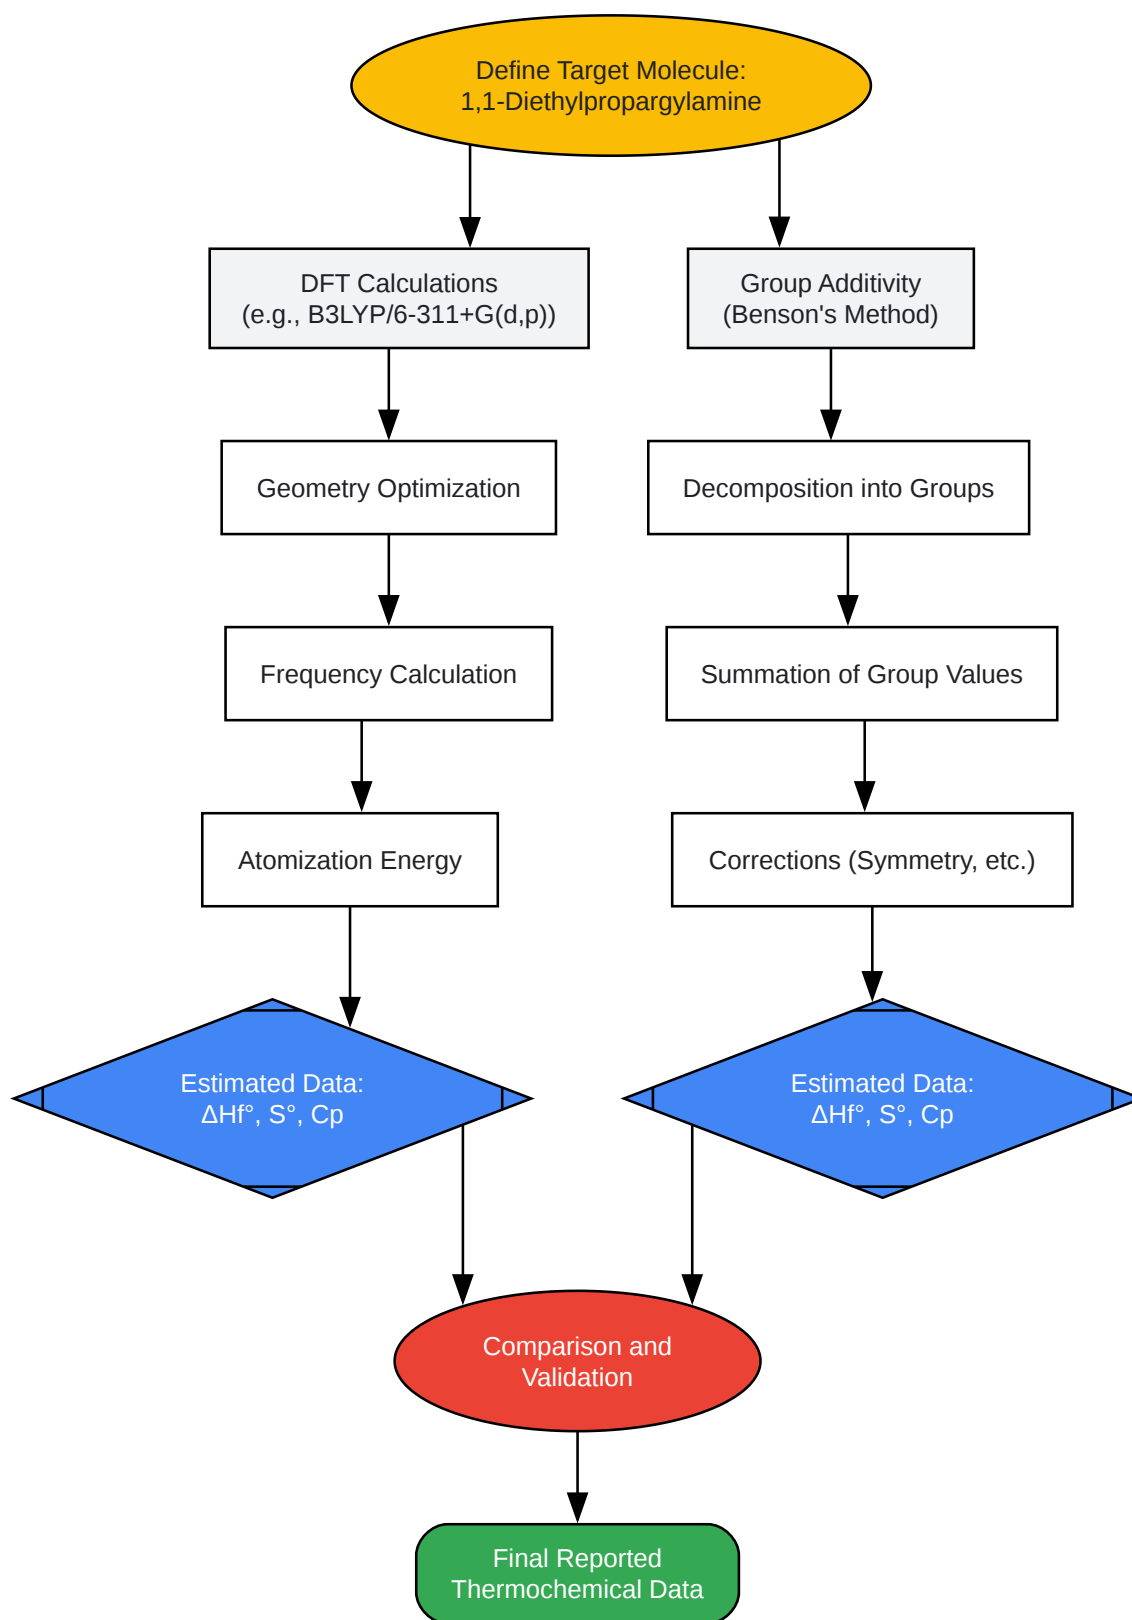 Define Target Molecule:
1,1-Diethylpropargylamine
DFT Calculations
(e.g., B3LYP/6-311+G(d,p))
Group Additivity
(Benson's Method)
Geometry Optimization
Decomposition into Groups
Frequency Calculation
Summation of Group Values
Atomization Energy
Corrections (Symmetry, etc.)
Estimated Data:
ΔHf°, S°, Cp
Estimated Data:
ΔHf°, S°, Cp
Comparison and
Validation
Final Reported
Thermochemical Data